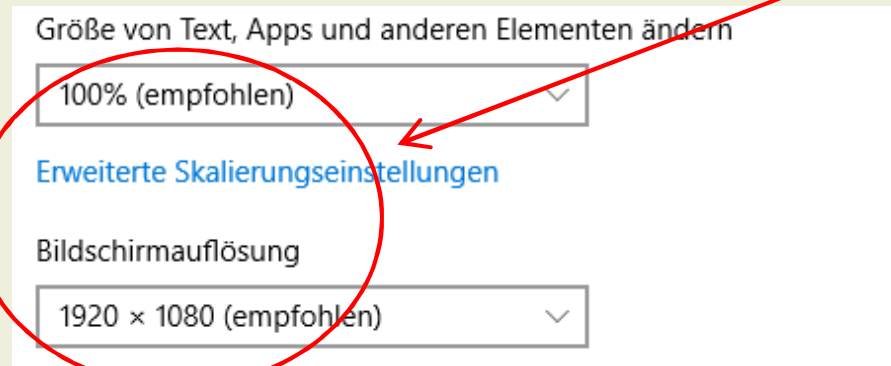 Größe von Text, Apps und anderen Elementen ändern
100% (empfohlen)
Erweiterte Skalierungseinstellungen
Bildschirmauflösung
1920 × 1080 (empfohlen)